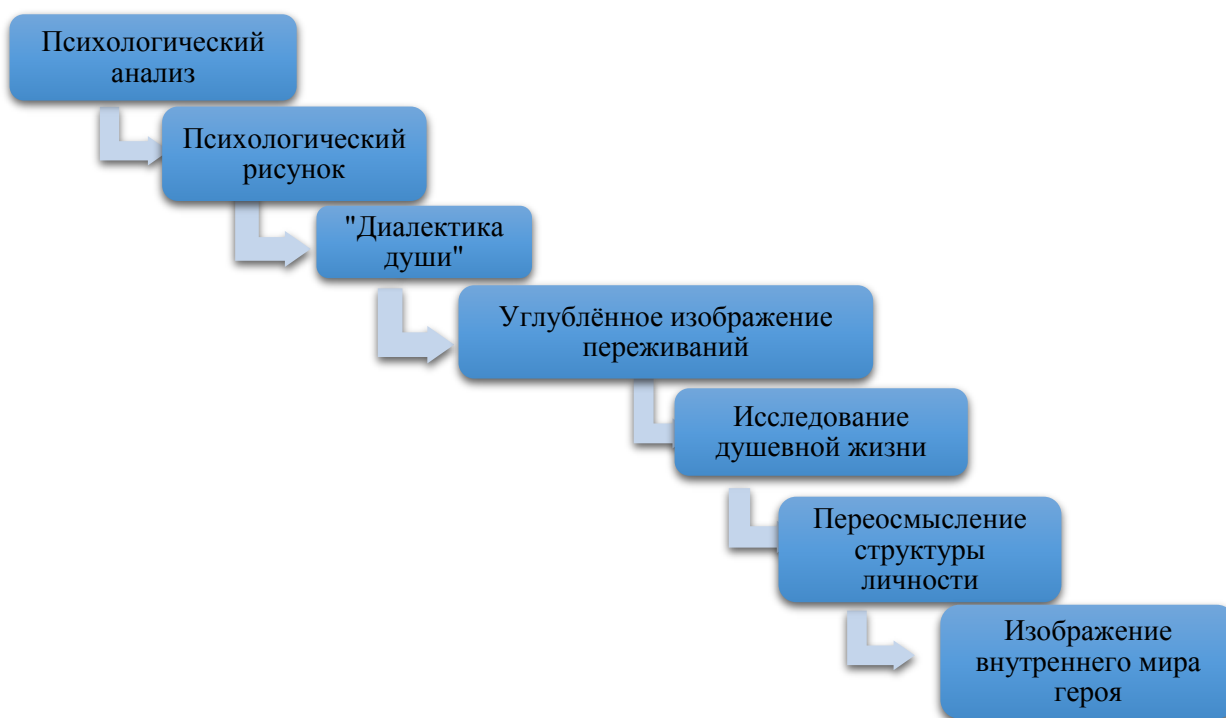 Психологический
анализ
Психологический
рисунок
"Диалектика
души"
Углублённое изображение
переживаний
Исследование
душевной жизни
Переосмысление
структуры
личности
Изображение
внутреннего мира
героя